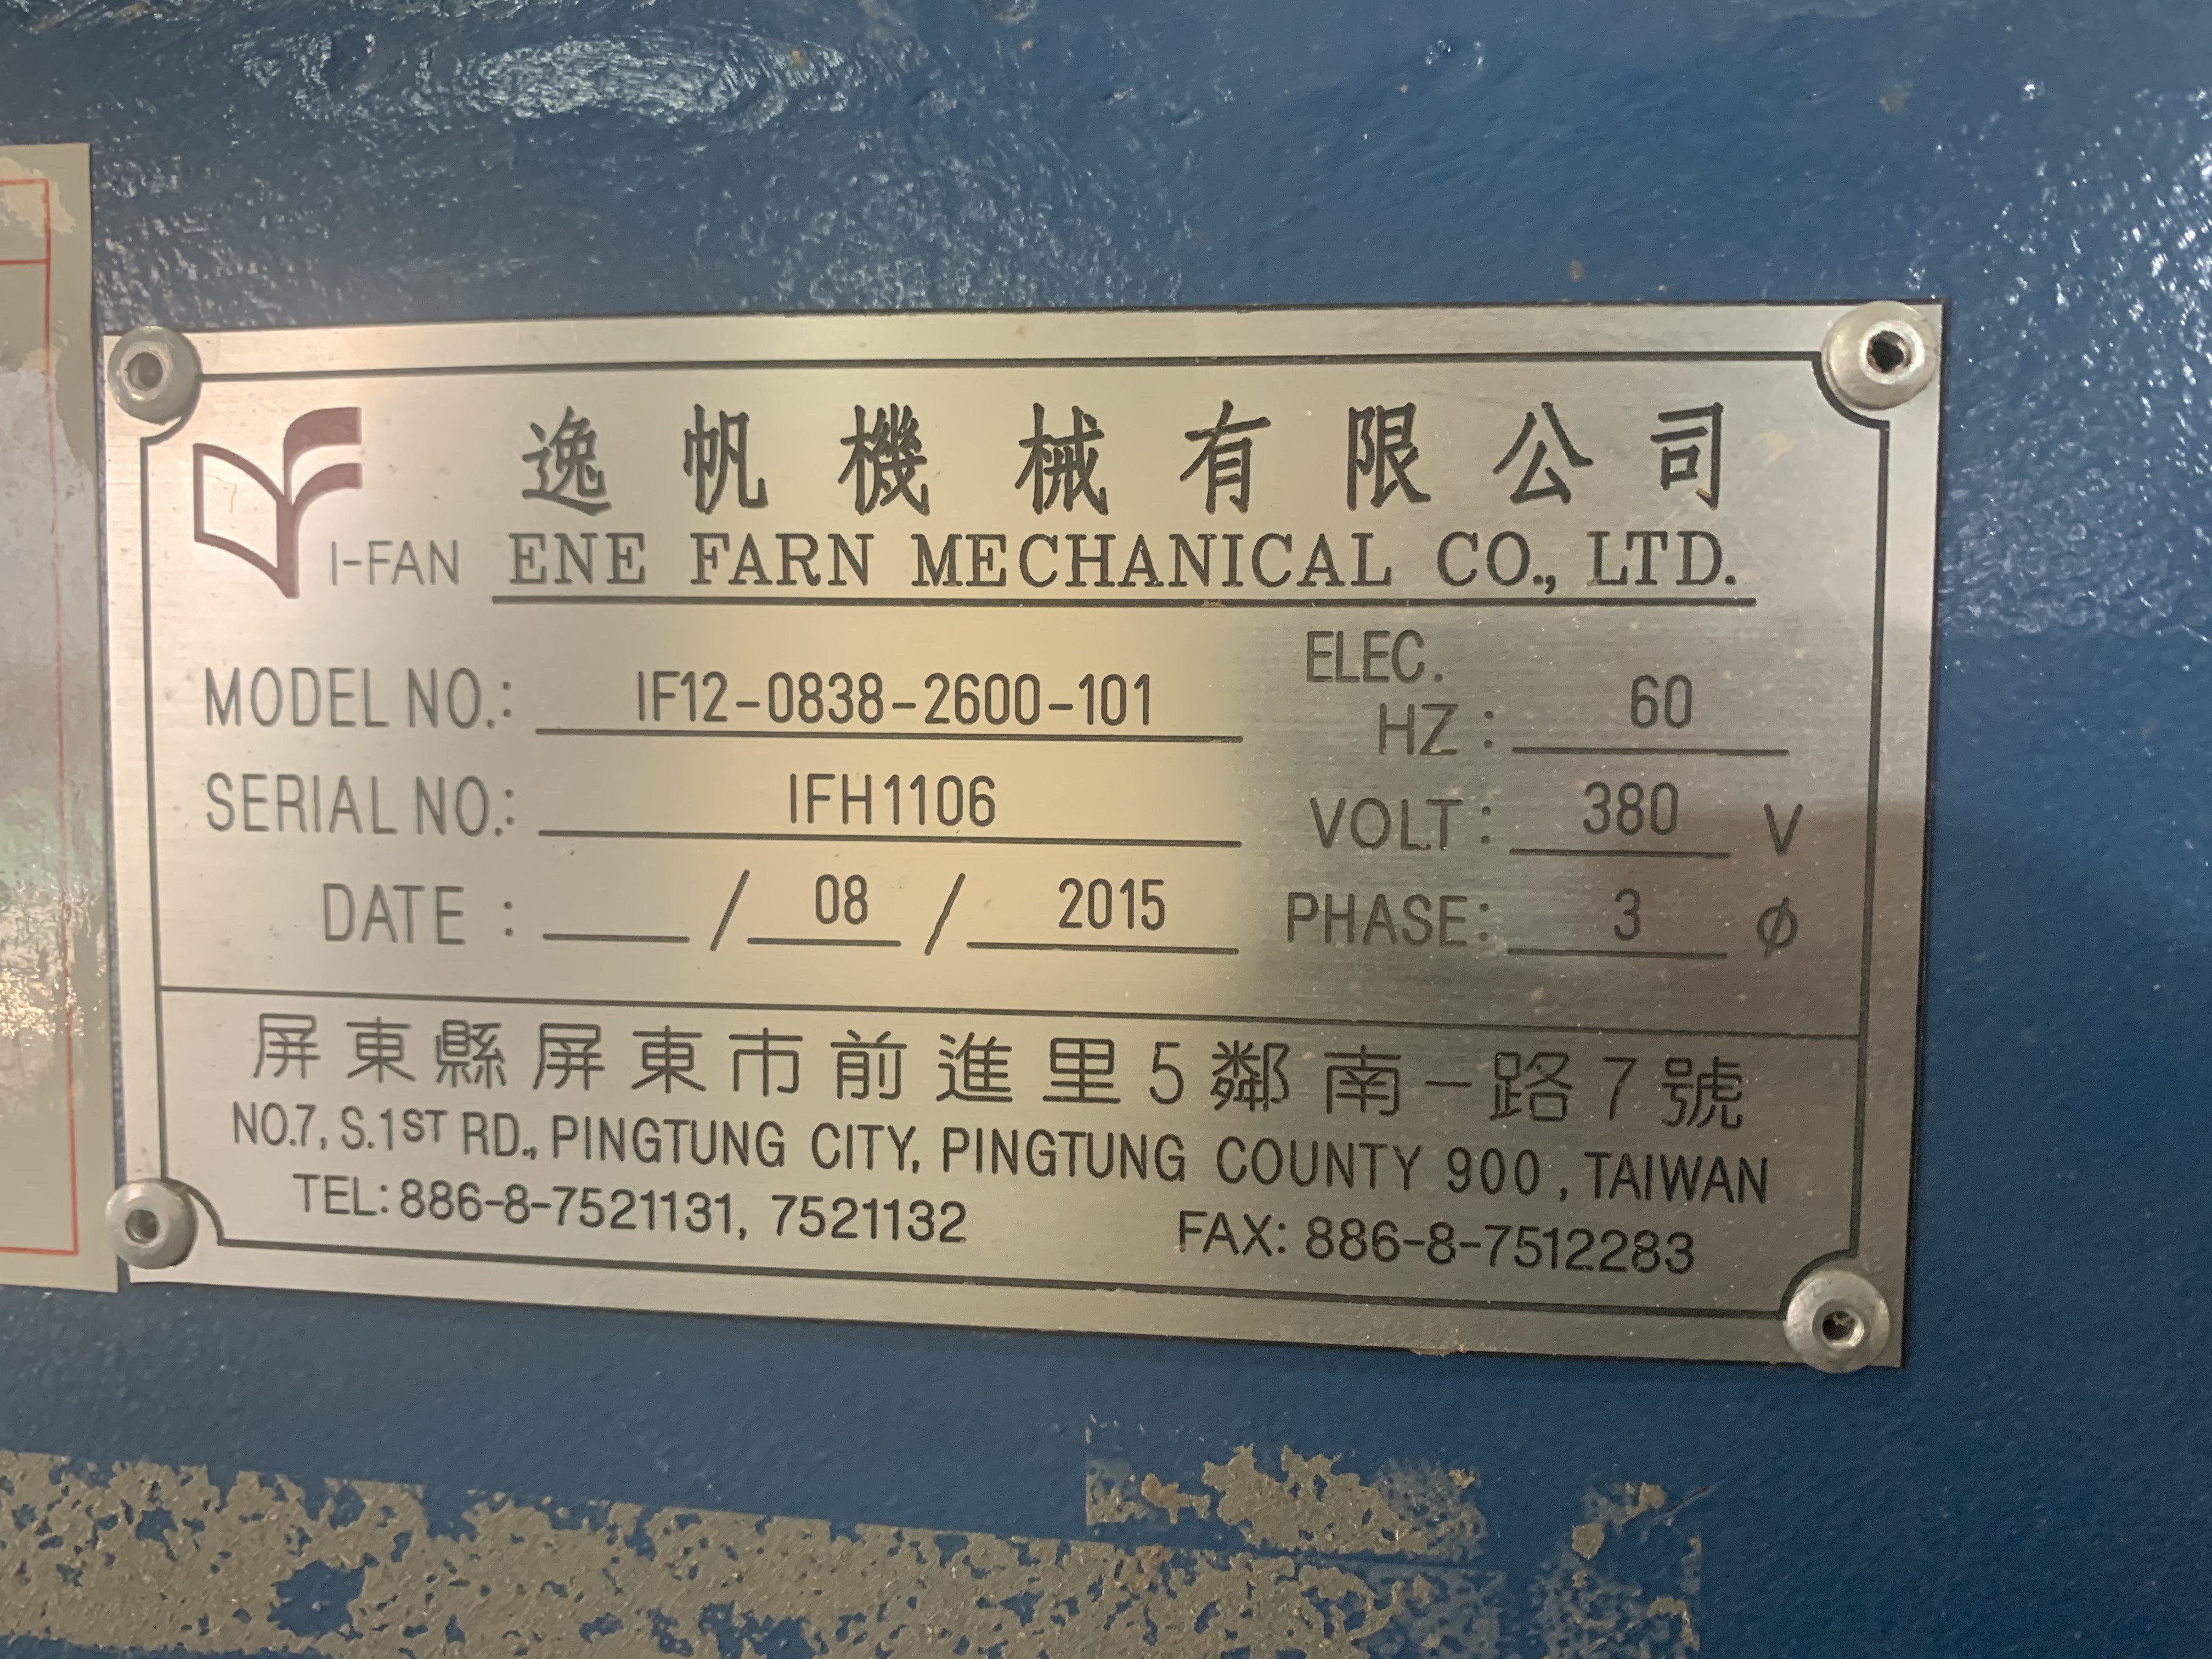 逸帆機械有限公司
I-FAN ENE FARN MECHANICAL CO., LTD.
MODEL NO.: IF12-0838-2600-101
SERIAL NO.: IFH1106
DATE : / 08 / 2015
ELEC.
HZ : 60
VOLT : 380 V
PHASE: 3 ϕ
屏東縣屏東市前進里5鄰南一路7號
NO.7, S.1ST RD., PINGTUNG CITY, PINGTUNG COUNTY 900, TAIWAN
TEL: 886-8-7521131, 7521132 FAX: 886-8-7512283